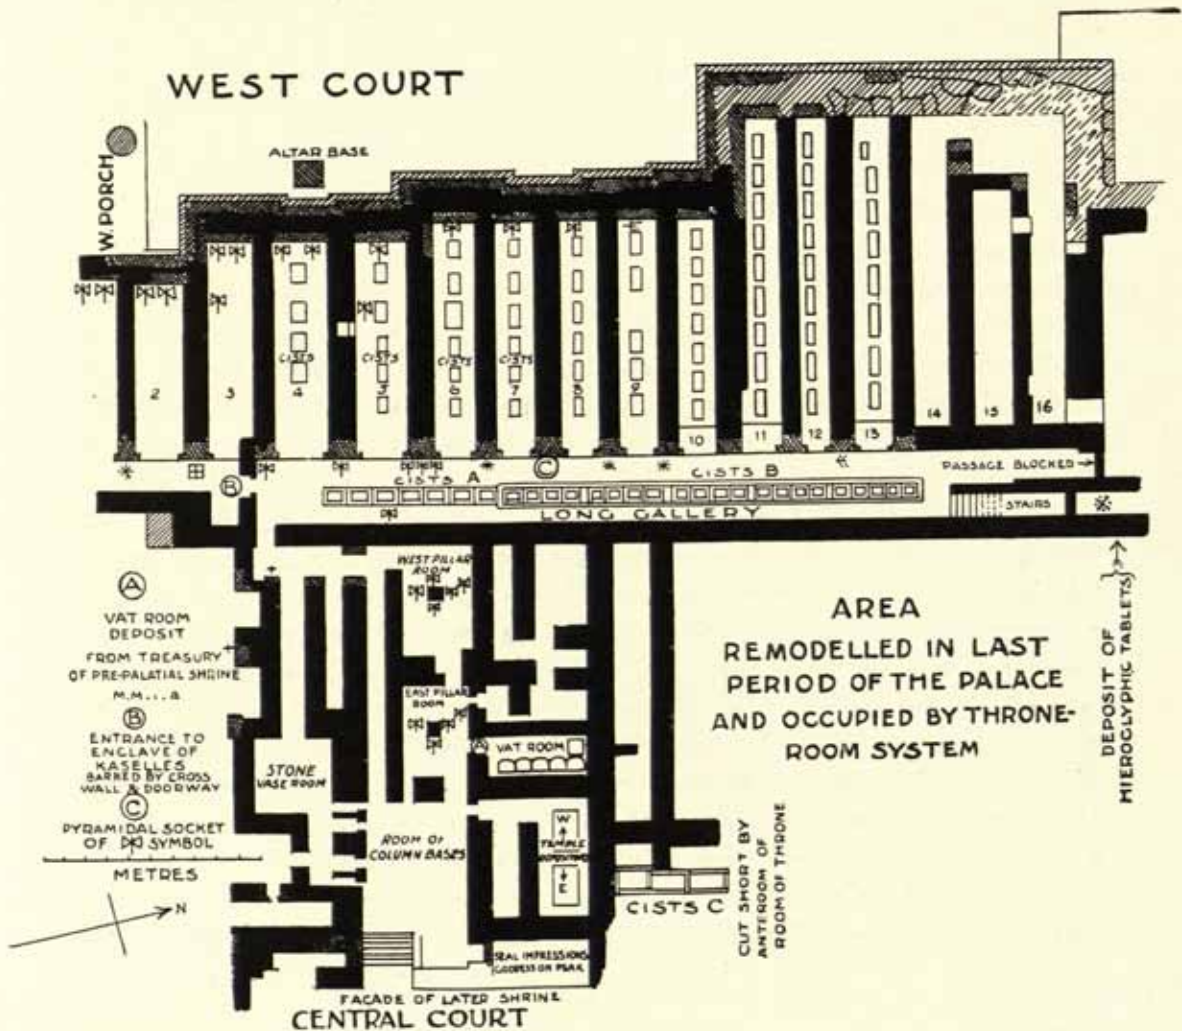 WEST COURT
W. PORCH
ALTAR BASE
CISTS
CISTS
CISTS
CISTS
2
3
4
5
6
7
8
9
10
11
12
13
14
15
16
B
CISTS A
C
CISTS B
PASSAGE BLOCKED
LONG GALLERY
STAIRS
WEST PILLAR
ROOM
A
VAT ROOM
DEPOSIT
FROM TREASURY
OF PRE-PALATIAL SHRINE
M.M. a
B
ENTRANCE TO
ENCLAVE OF
KASELLES
BARRED BY CROSS
WALL & DOORWAY
C
PYRAMIDAL SOCKET
OF SYMBOL
METRES
N
EAST PILLAR
ROOM
A VAT ROOM
STONE
VASE ROOM
ROOM OF
COLUMN BASES
W
TEMPLE
REPOSITORIES
E
CISTS C
SEAL IMPRESSIONS
GODDESS ON PEAK
FACADE OF LATER SHRINE
CENTRAL COURT
AREA
REMODELLED IN LAST
PERIOD OF THE PALACE
AND OCCUPIED BY THRONE-
ROOM SYSTEM
CUT SHORT BY
ANTEROOM OF
ROOM OF THRONE
DEPOSIT OF
HIEROGLYPHIC TABLETS